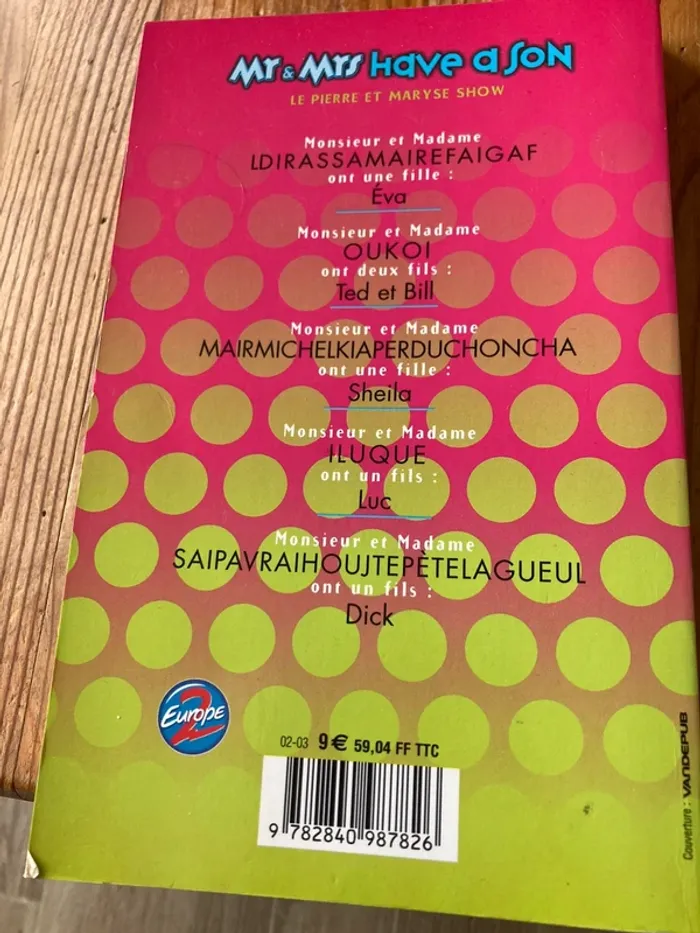 Mr & Mrs Have a Son
LE PIERRE ET MARYSE SHOW
Monsieur et Madame
LDIRASSAMAIREFAIGAF
ont une fille :
Éva
Monsieur et Madame
OUKOI
ont deux fils :
Ted et Bill
Monsieur et Madame
MAIRMICHELKIAPERDUCHONCHA
ont une fille :
Sheila
Monsieur et Madame
ILUQUE
ont un fils :
Luc
Monsieur et Madame
SAIPAVRAIHOUJTEPÈTELAGUEUL
ont un fils :
Dick
Europe 2
02-03 9€ 59,04 FF TTC
9 782840 987826
Couverture : VANDEPUB